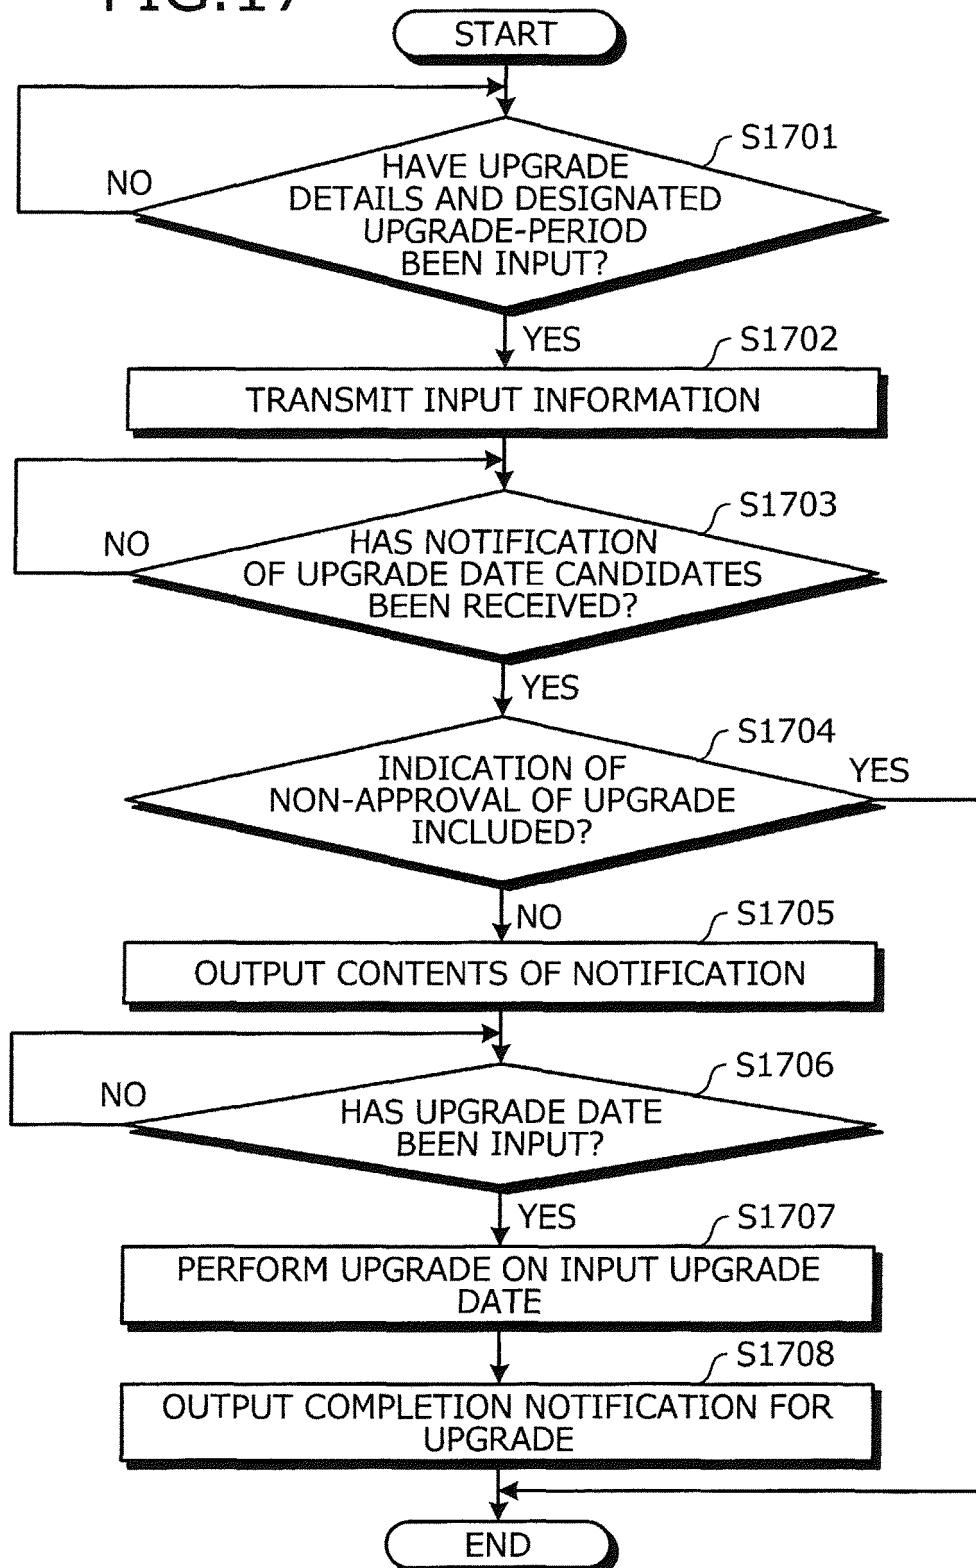 FIG.17
START
S1701
HAVE UPGRADE
DETAILS AND DESIGNATED
UPGRADE-PERIOD
BEEN INPUT?
NO
YES
S1702
TRANSMIT INPUT INFORMATION
S1703
HAS NOTIFICATION
OF UPGRADE DATE CANDIDATES
BEEN RECEIVED?
NO
YES
S1704
INDICATION OF
NON-APPROVAL OF UPGRADE
INCLUDED?
YES
NO
S1705
OUTPUT CONTENTS OF NOTIFICATION
S1706
HAS UPGRADE DATE
BEEN INPUT?
NO
YES
S1707
PERFORM UPGRADE ON INPUT UPGRADE
DATE
S1708
OUTPUT COMPLETION NOTIFICATION FOR
UPGRADE
END